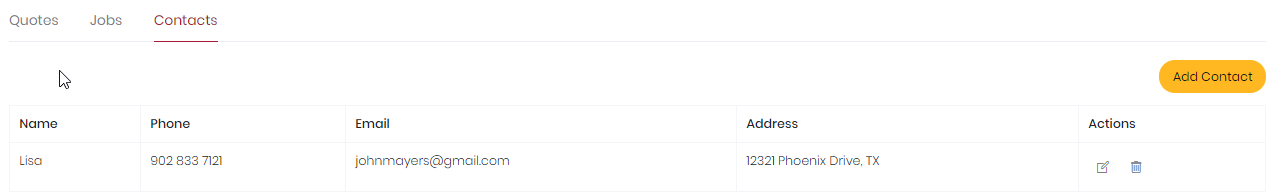 Quotes Jobs Contacts
Add Contact
Name Phone Email Address Actions
Lisa 902 833 7121 johnmayers@gmail.com 12321 Phoenix Drive, TX